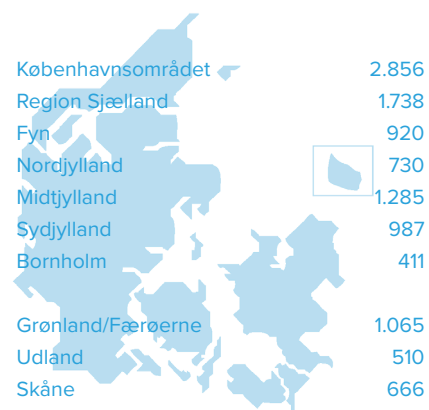 Københavnsområdet 2.856
Region Sjælland 1.738
Fyn 920
Nordjylland 730
Midtjylland 1.285
Sydjylland 987
Bornholm 411
Grønland/Færøerne 1.065
Udland 510
Skåne 666